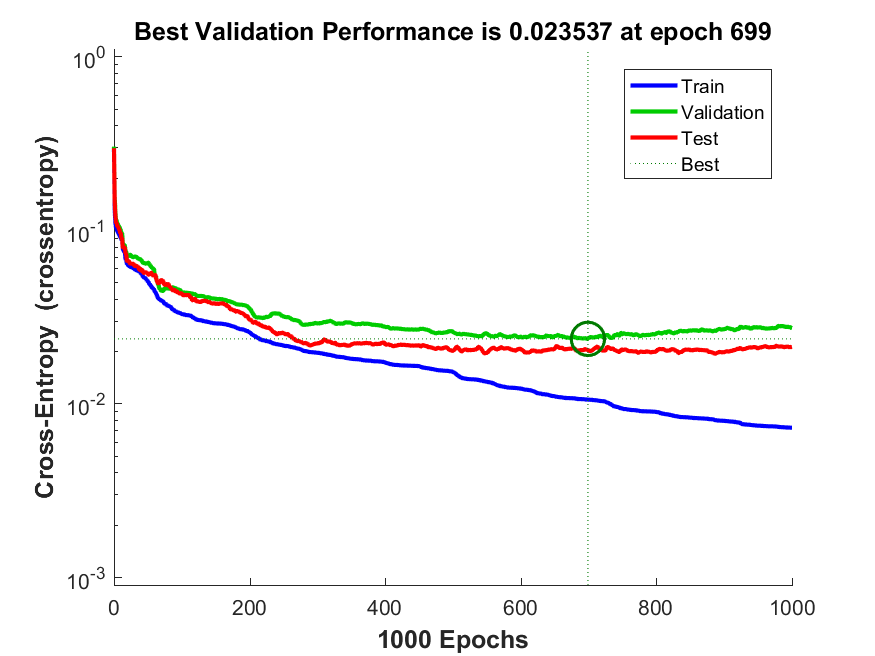 Best Validation Performance is 0.023537 at epoch 699
Cross-Entropy (crossentropy)
10^0
10^-1
10^-2
10^-3
Train
Validation
Test
Best
0 200 400 600 800 1000
1000 Epochs